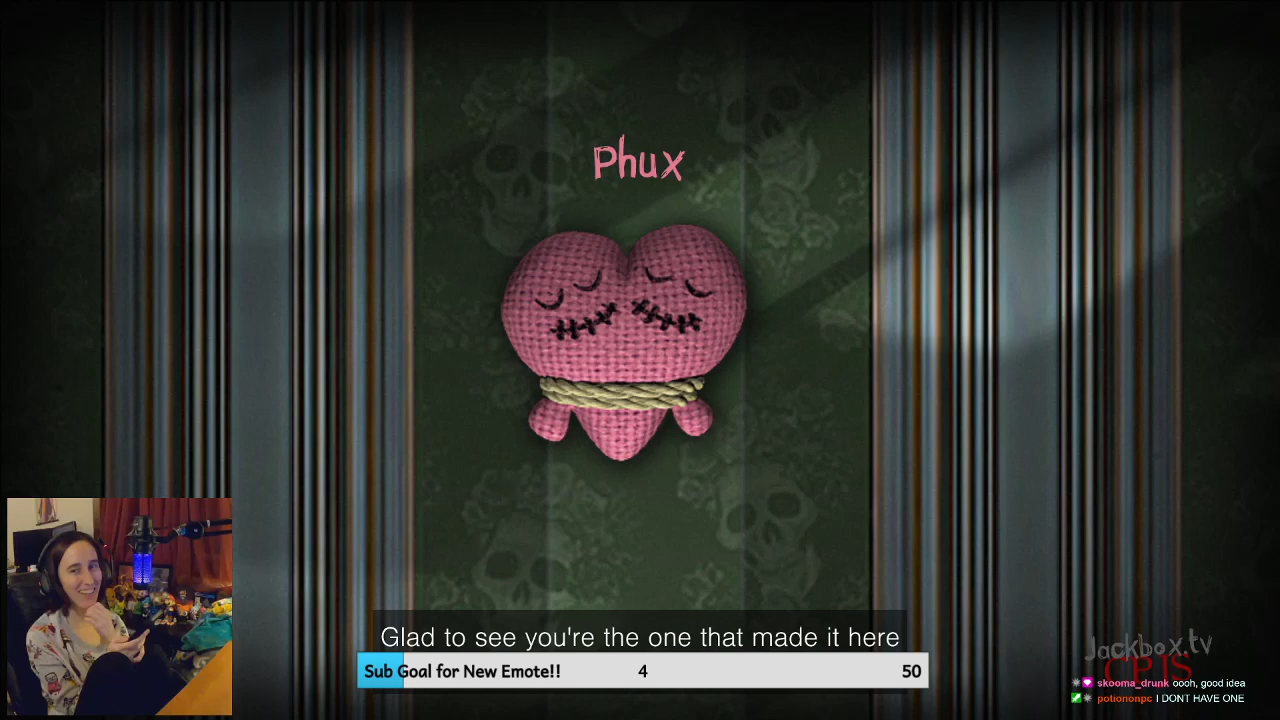 Phux
Glad to see you're the one that made it here
Sub Goal for New Emote!! 4 50
Jackbox.tv
CPJS
skooma_drunk oooh, good idea
potiononpc I DONT HAVE ONE